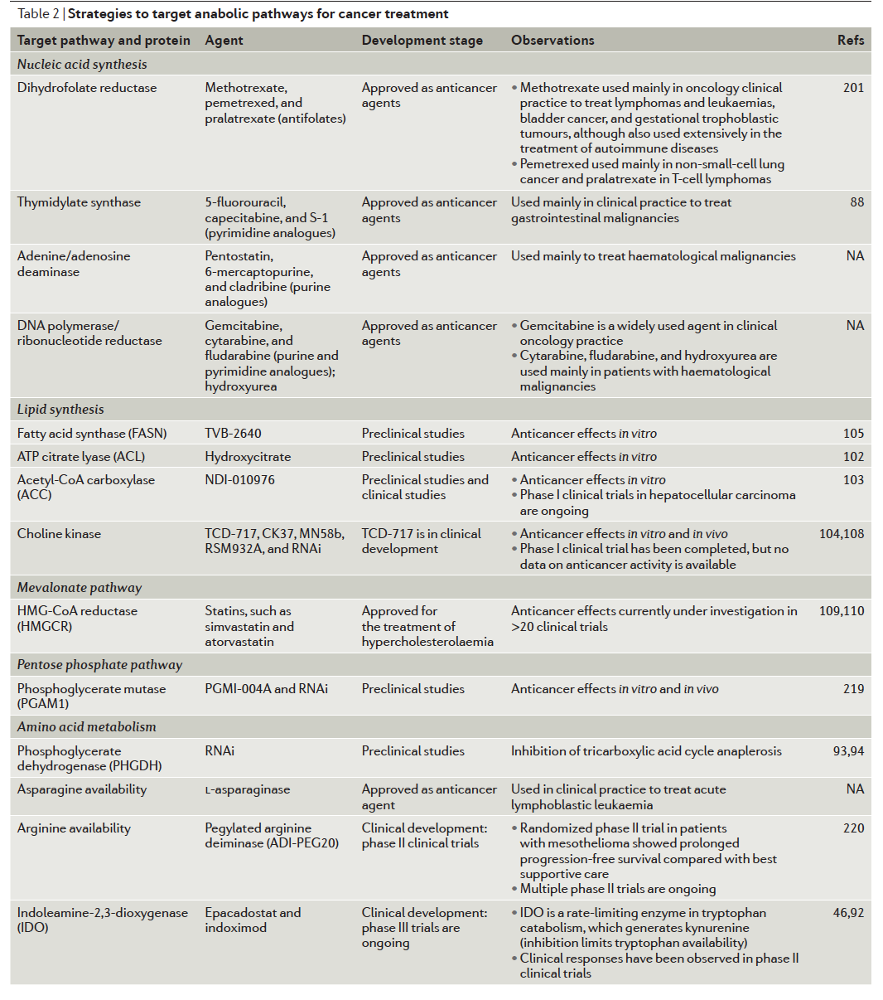 Table 2 | Strategies to target anabolic pathways for cancer treatment
Target pathway and protein Agent Development stage Observations Refs
Nucleic acid synthesis
Dihydrofolate reductase Methotrexate, Approved as anticancer • Methotrexate used mainly in oncology clinical 201
pemetrexed, and agents practice to treat lymphomas and leukaemias,
pralatrexate (antifolates) bladder cancer, and gestational trophoblastic
tumours, although also used extensively in the
treatment of autoimmune diseases
• Pemetrexed used mainly in non-small-cell lung
cancer and pralatrexate in T-cell lymphomas
Thymidylate synthase 5-fluorouracil, Approved as anticancer Used mainly in clinical practice to treat 88
capecitabine, and S-1 agents gastrointestinal malignancies
(pyrimidine analogues)
Adenine/adenosine Pentostatin, Approved as anticancer Used mainly to treat haematological malignancies NA
deaminase 6-mercaptopurine, agents
and cladribine (purine
analogues)
DNA polymerase/ Gemcitabine, Approved as anticancer • Gemcitabine is a widely used agent in clinical NA
ribonucleotide reductase cytarabine, and agents oncology practice
fludarabine (purine and • Cytarabine, fludarabine, and hydroxyurea are
pyrimidine analogues); used mainly in patients with haematological
hydroxyurea malignancies
Lipid synthesis
Fatty acid synthase (FASN) TVB-2640 Preclinical studies Anticancer effects in vitro 105
ATP citrate lyase (ACL) Hydroxycitrate Preclinical studies Anticancer effects in vitro 102
Acetyl-CoA carboxylase NDI-010976 Preclinical studies and • Anticancer effects in vitro 103
(ACC) clinical studies • Phase I clinical trials in hepatocellular carcinoma
are ongoing
Choline kinase TCD-717, CK37, MN58b, TCD-717 is in clinical • Anticancer effects in vitro and in vivo 104,108
RSM932A, and RNAi development • Phase I clinical trial has been completed, but no
data on anticancer activity is available
Mevalonate pathway
HMG-CoA reductase Statins, such as Approved for Anticancer effects currently under investigation in 109,110
(HMGCR) simvastatin and the treatment of >20 clinical trials
atorvastatin hypercholesterolaemia
Pentose phosphate pathway
Phosphoglycerate mutase PGMI-004A and RNAi Preclinical studies Anticancer effects in vitro and in vivo 219
(PGAM1)
Amino acid metabolism
Phosphoglycerate RNAi Preclinical studies Inhibition of tricarboxylic acid cycle anaplerosis 93,94
dehydrogenase (PHGDH)
Asparagine availability L-asparaginase Approved as anticancer Used in clinical practice to treat acute NA
agent lymphoblastic leukaemia
Arginine availability Pegylated arginine Clinical development: • Randomized phase II trial in patients 220
deiminase (ADI-PEG20) phase II clinical trials with mesothelioma showed prolonged
progression-free survival compared with best
supportive care
• Multiple phase II trials are ongoing
Indoleamine-2,3-dioxygenase Epacadostat and Clinical development: • IDO is a rate-limiting enzyme in tryptophan 46,92
(IDO) indoximod phase III trials are catabolism, which generates kynurenine
ongoing (inhibition limits tryptophan availability)
• Clinical responses have been observed in phase II
clinical trials